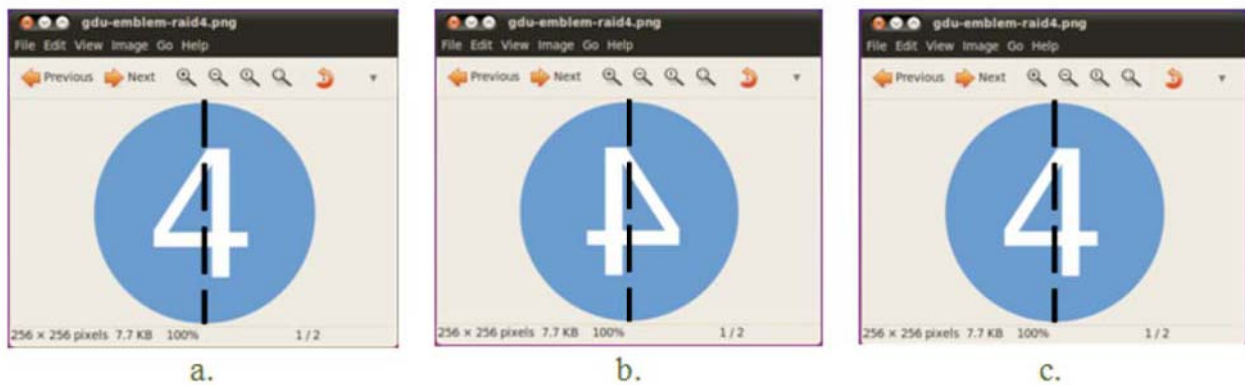 gdu-emblem-raid4.png
File Edit View Image Go Help
Previous Next
4
256 × 256 pixels 7.7 KB 100% 1 / 2
a.
gdu-emblem-raid4.png
File Edit View Image Go Help
Previous Next
4
256 × 256 pixels 7.7 KB 100% 1 / 2
b.
gdu-emblem-raid4.png
File Edit View Image Go Help
Previous Next
4
256 × 256 pixels 7.7 KB 100% 1 / 2
c.